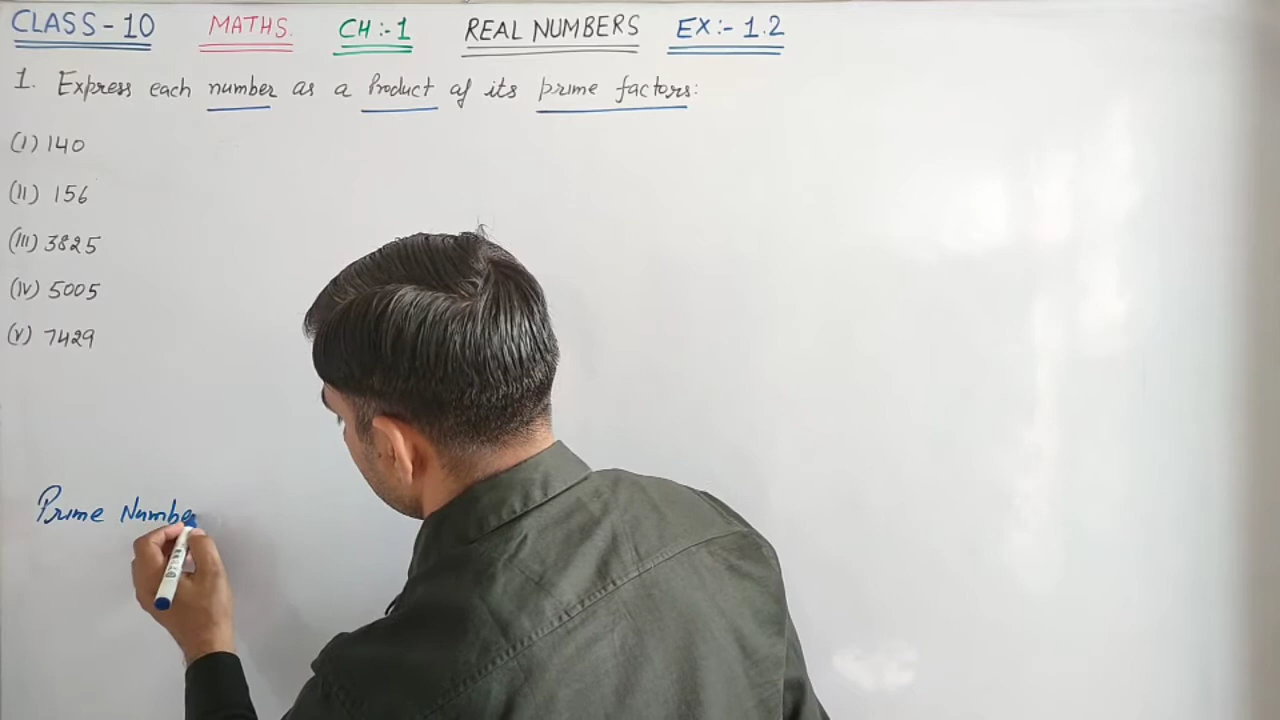 CLASS - 10 MATHS. CH :- 1 REAL NUMBERS EX :- 1.2
1. Express each number as a Product of its prime factors:
(I) 140
(II) 156
(III) 3825
(IV) 5005
(V) 7429
Prime Numbe